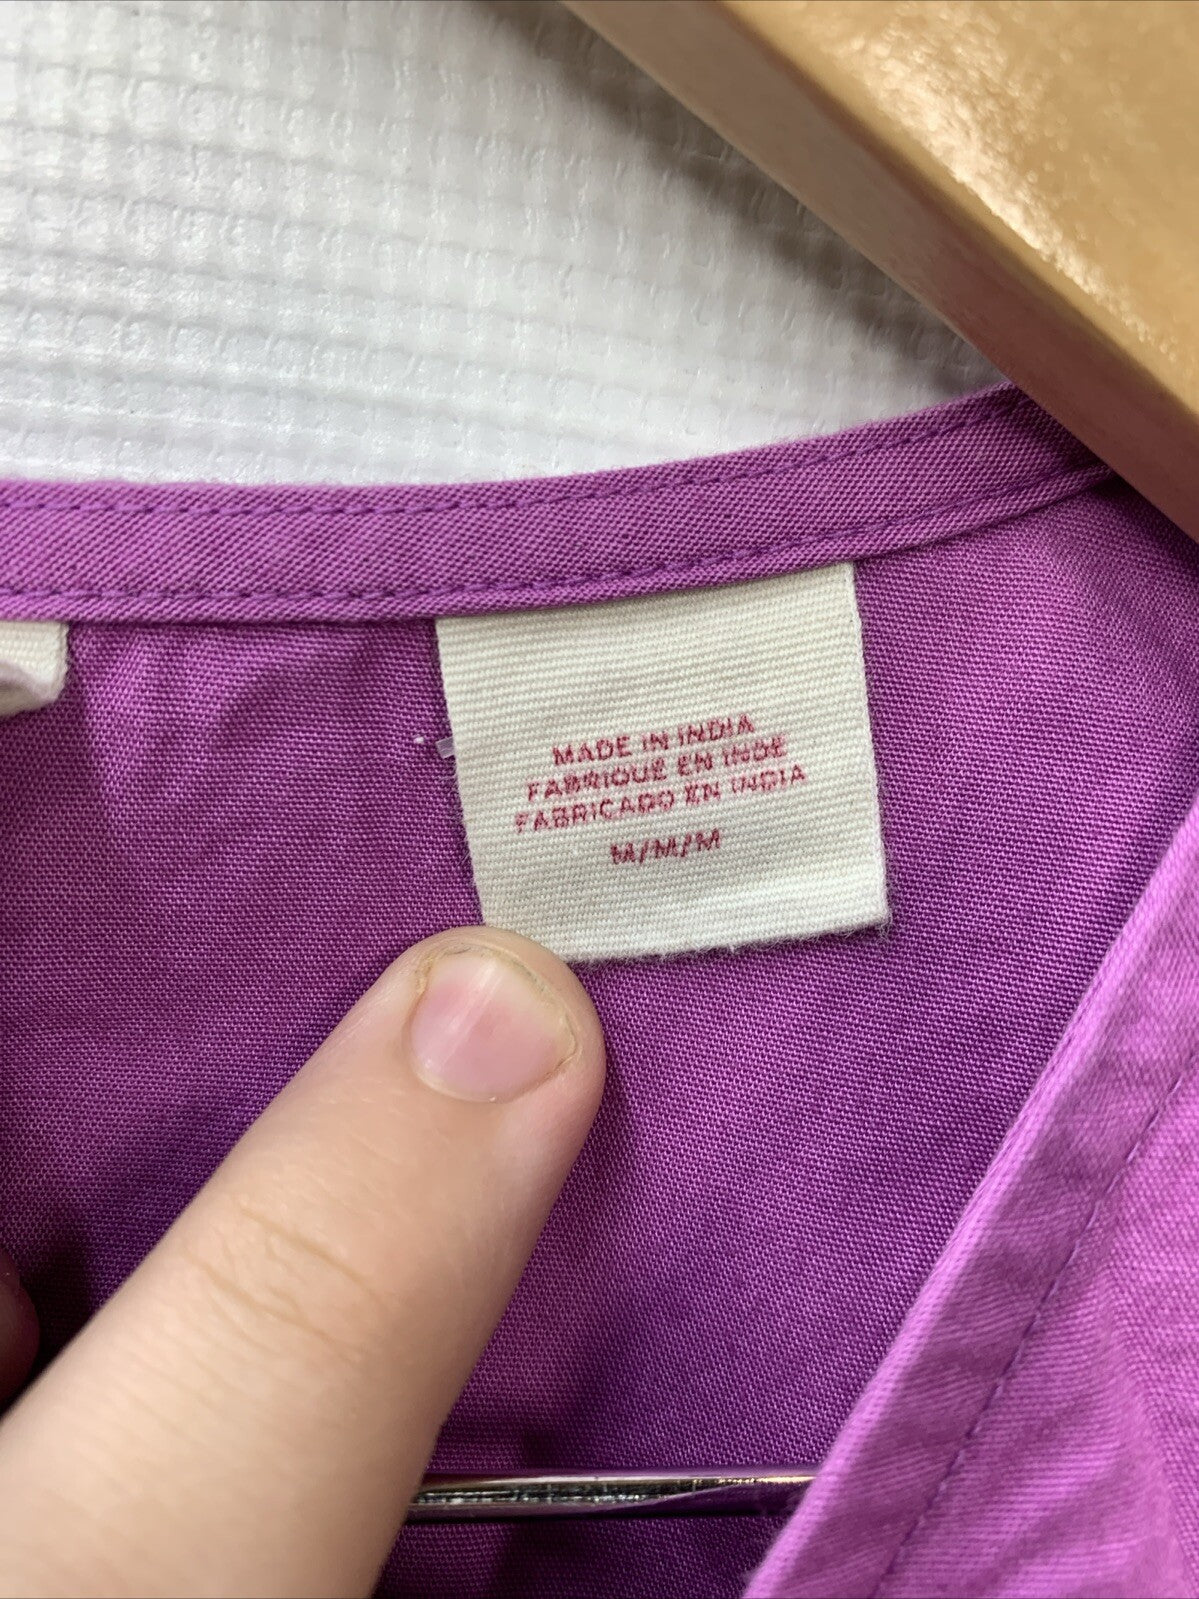 MADE IN INDIA
FABRIQUÉ EN INDE
FABRICADO EN INDIA
M/M/M